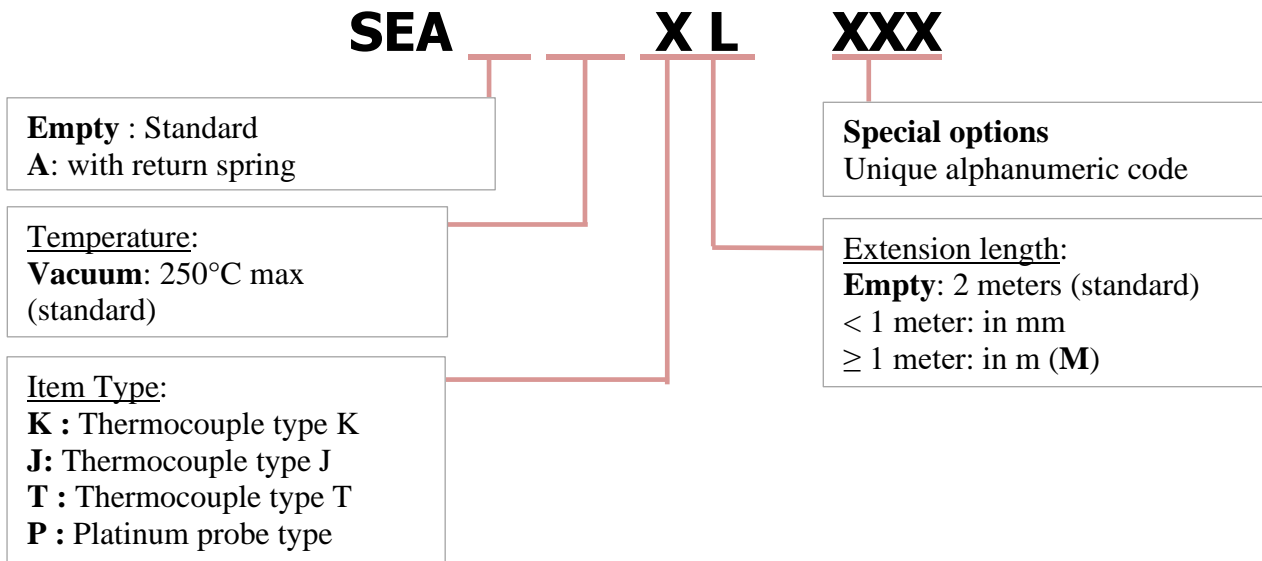 SEA X L XXX
Empty : Standard
A: with return spring
Special options
Unique alphanumeric code
Temperature:
Vacuum: 250°C max
(standard)
Extension length:
Empty: 2 meters (standard)
< 1 meter: in mm
≥ 1 meter: in m (M)
Item Type:
K : Thermocouple type K
J: Thermocouple type J
T : Thermocouple type T
P : Platinum probe type